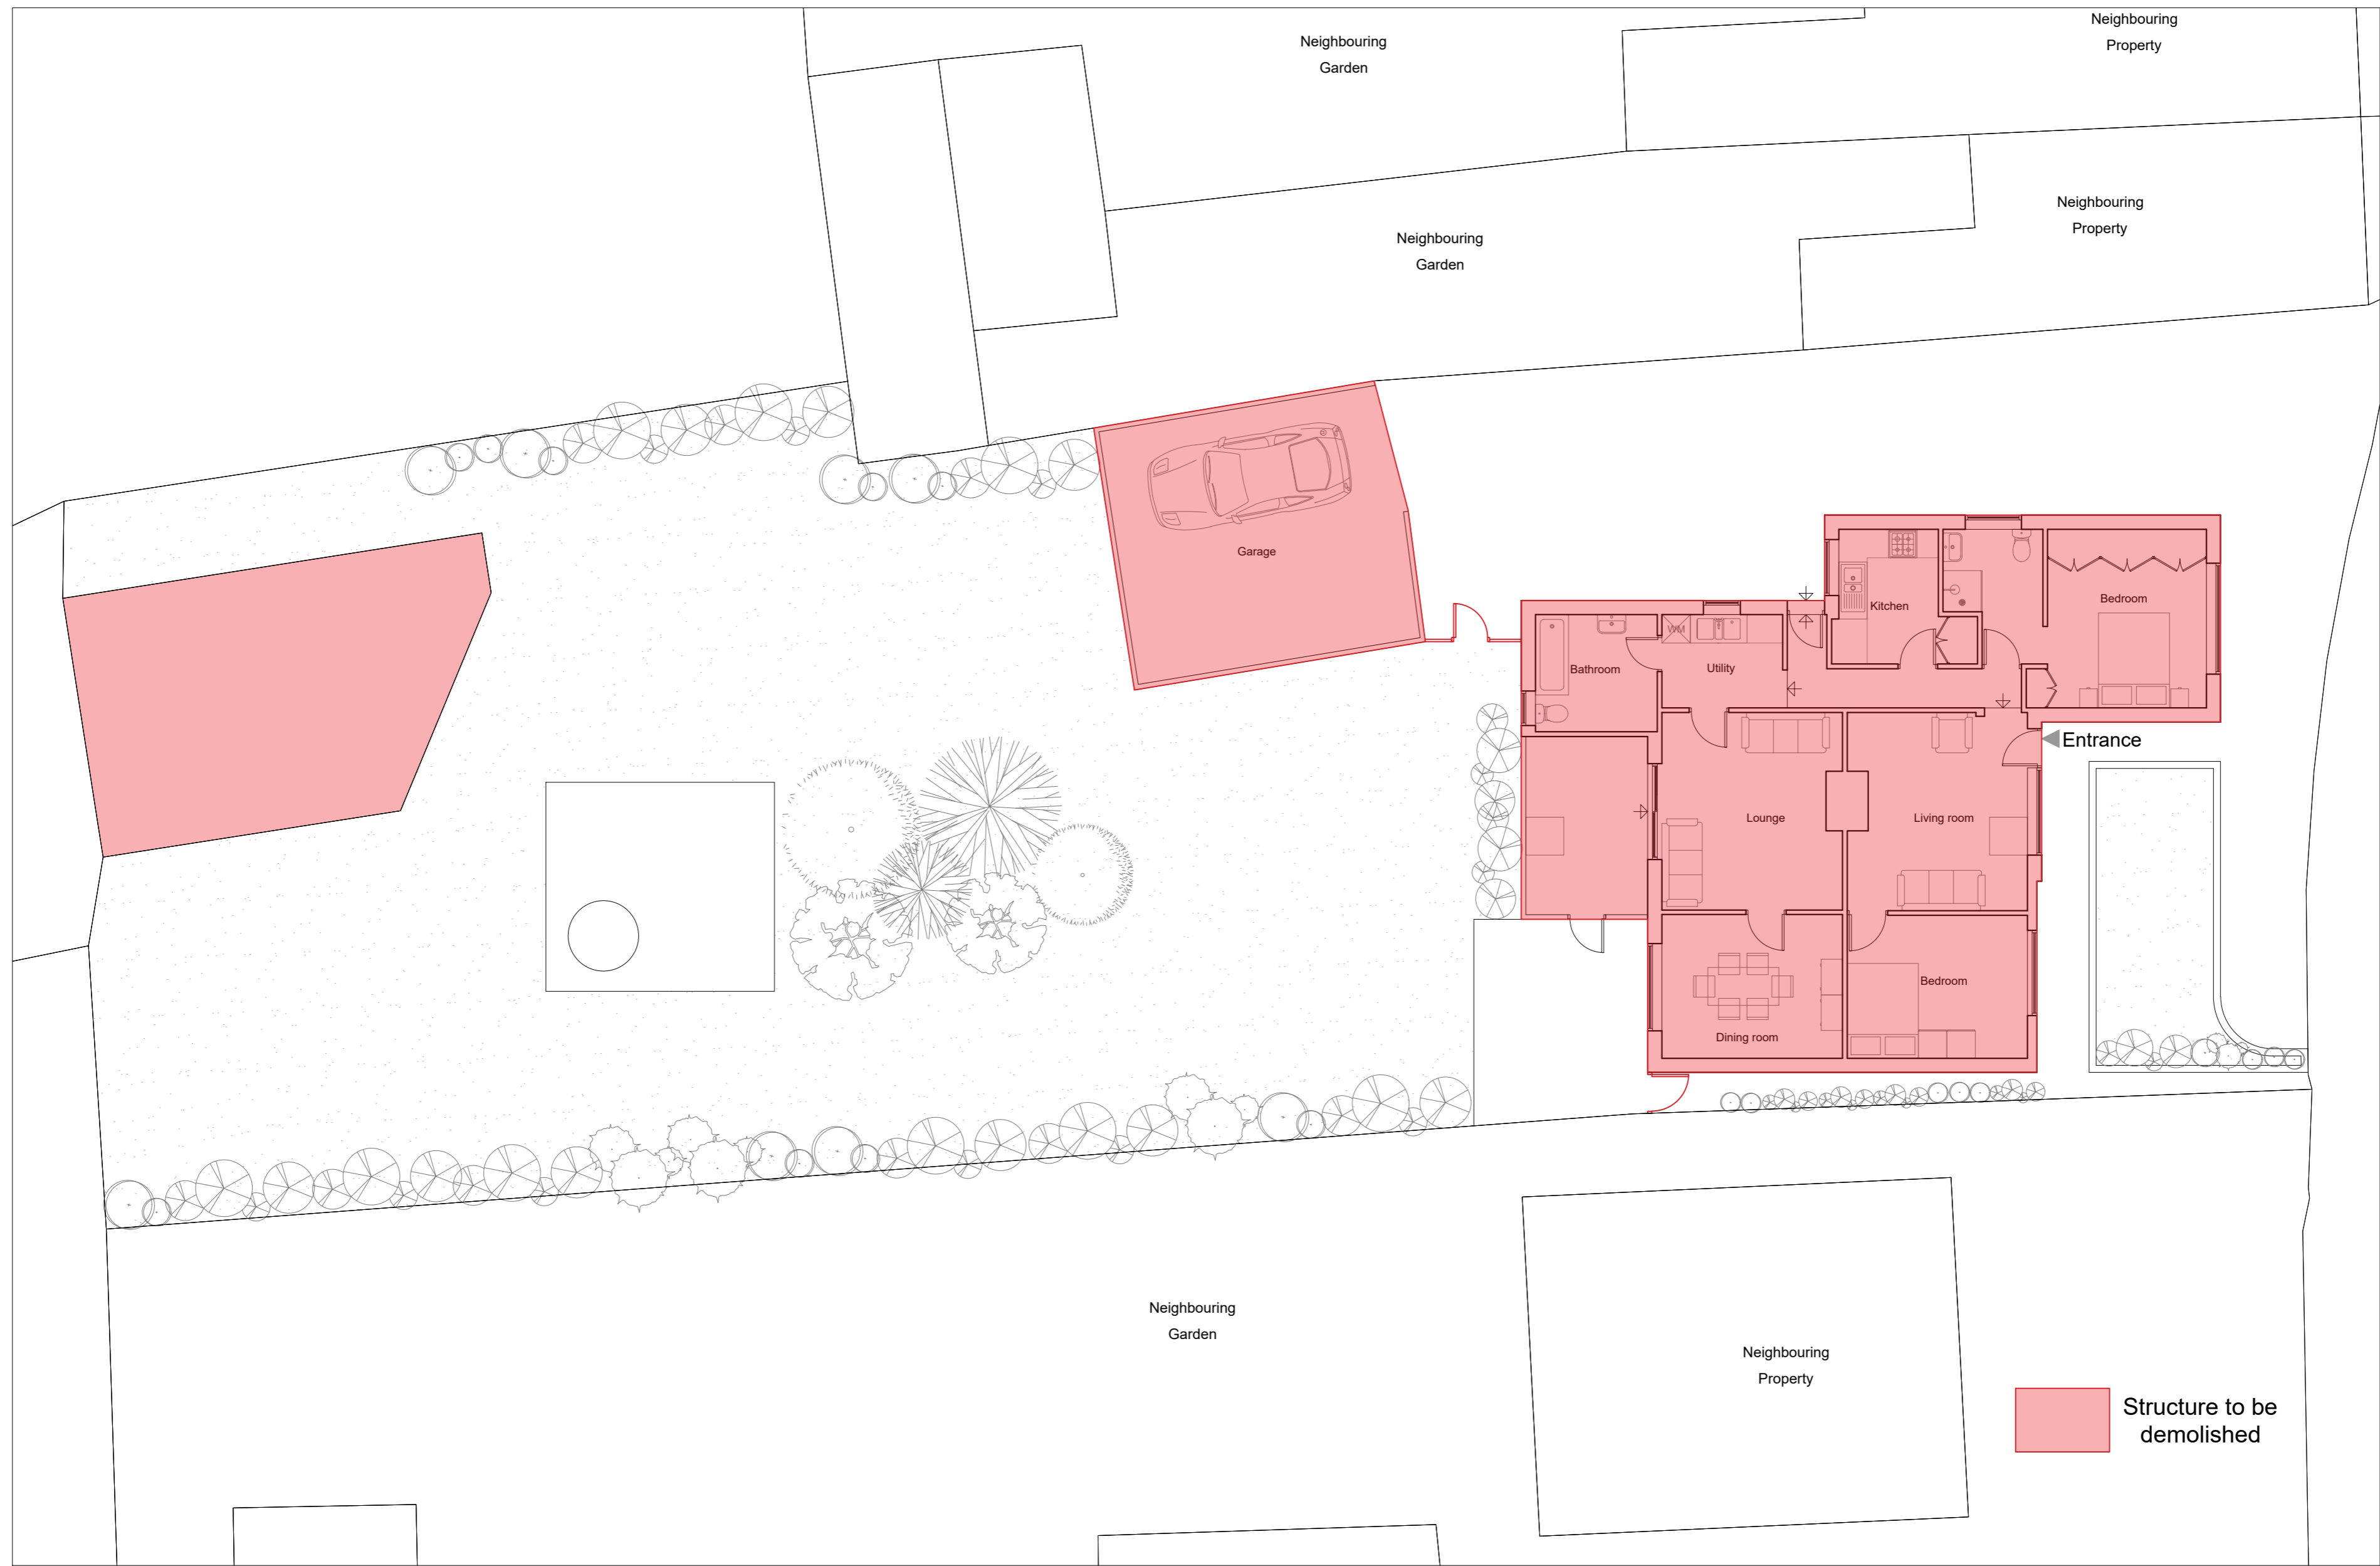 Neighbouring
Property
Neighbouring
Garden
Neighbouring
Property
Neighbouring
Garden
Garage
Kitchen
Bedroom
WM
Bathroom
Utility
Entrance
Lounge
Living room
Bedroom
Dining room
Neighbouring
Garden
Neighbouring
Property
Structure to be
demolished